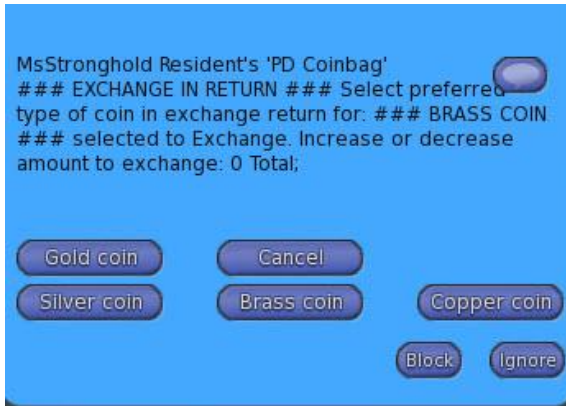 MsStronghold Resident's 'PD Coinbag'
### EXCHANGE IN RETURN ### Select preferred
type of coin in exchange return for: ### BRASS COIN
### selected to Exchange. Increase or decrease
amount to exchange: 0 Total;
Gold coin Cancel
Silver coin Brass coin Copper coin
Block Ignore